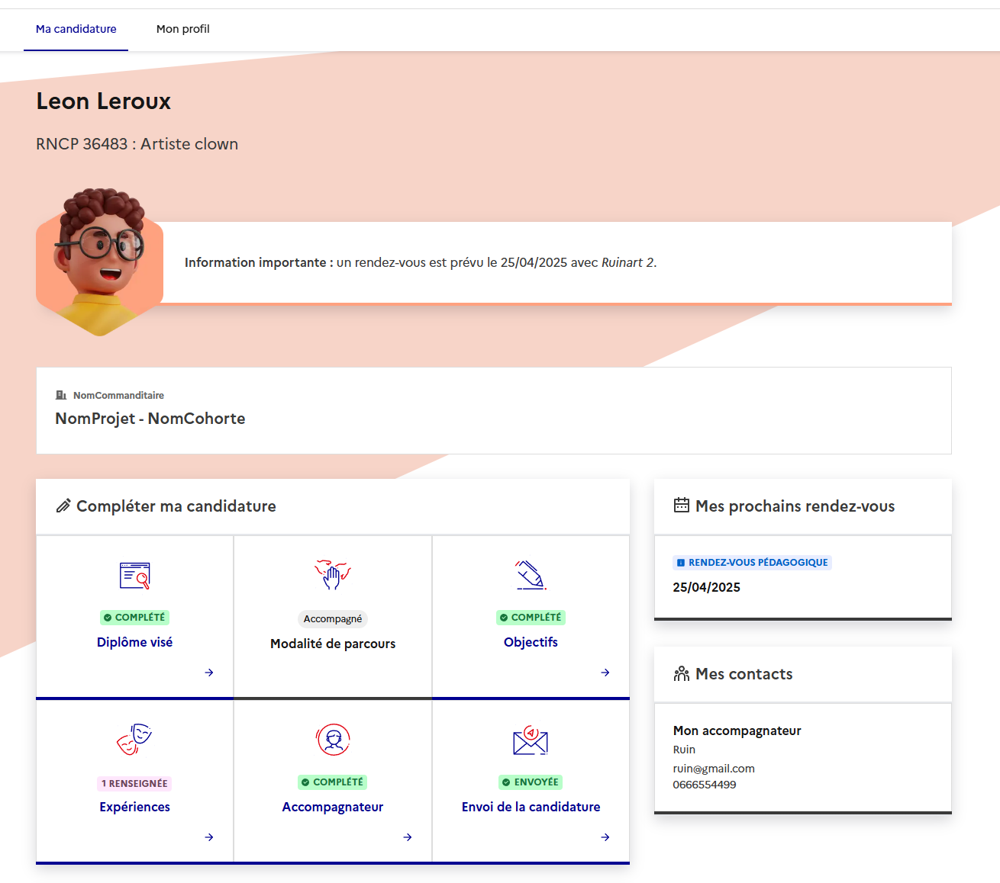 Ma candidature
Mon profil
Leon Leroux
RNCP 36483 : Artiste clown
Information importante : un rendez-vous est prévu le 25/04/2025 avec Ruinart 2.
NomCommanditaire
NomProjet - NomCohorte
Compléter ma candidature
COMPLÉTÉ
Diplôme visé
Accompagné
Modalité de parcours
COMPLÉTÉ
Objectifs
1 RENSEIGNÉE
Expériences
COMPLÉTÉ
Accompagnateur
ENVOYÉE
Envoi de la candidature
Mes prochains rendez-vous
RENDEZ-VOUS PÉDAGOGIQUE
25/04/2025
Mes contacts
Mon accompagnateur
Ruin
ruin@gmail.com
0666554499